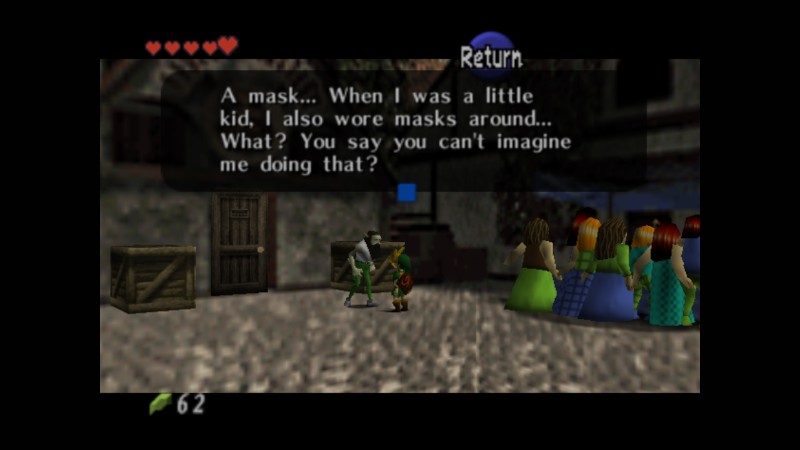 Return
A mask... When I was a little
kid, I also wore masks around...
What? You say you can't imagine
me doing that?
62